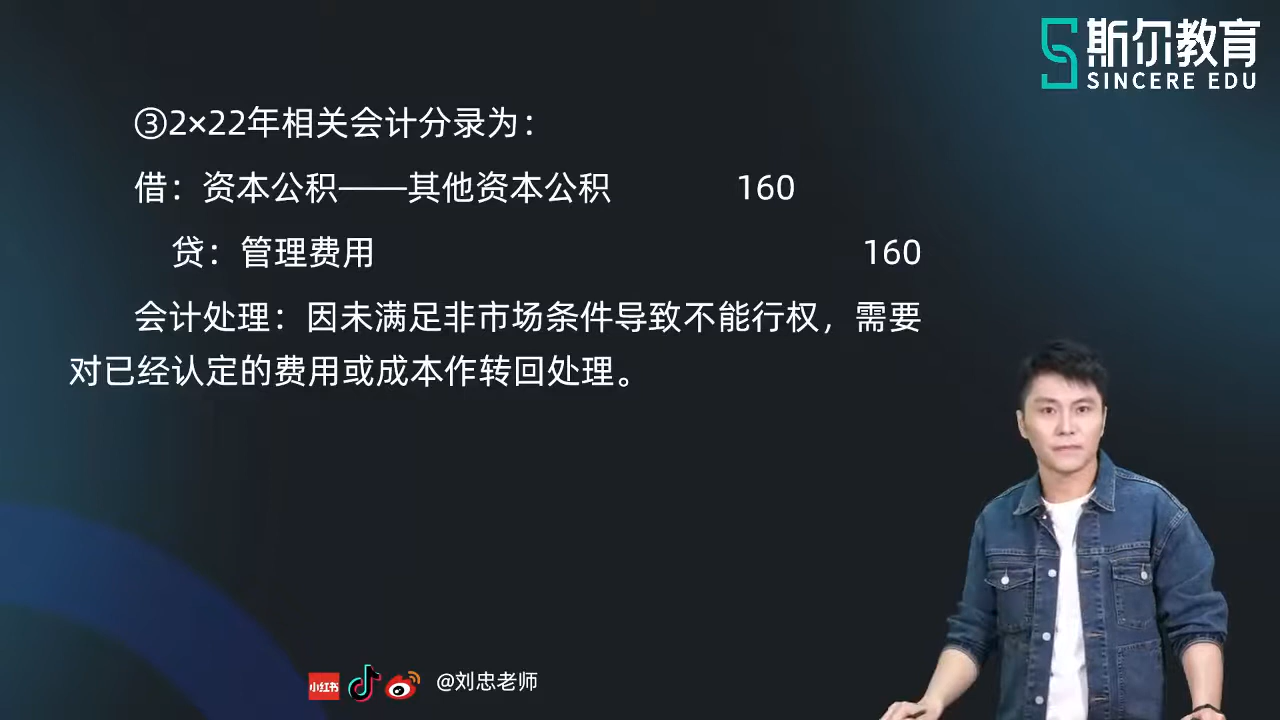 斯尔教育
SINCERE EDU
③2×22年相关会计分录为：
借：资本公积——其他资本公积 160
贷：管理费用 160
会计处理：因未满足非市场条件导致不能行权，需要
对已经认定的费用或成本作转回处理。
小红书 @刘忠老师